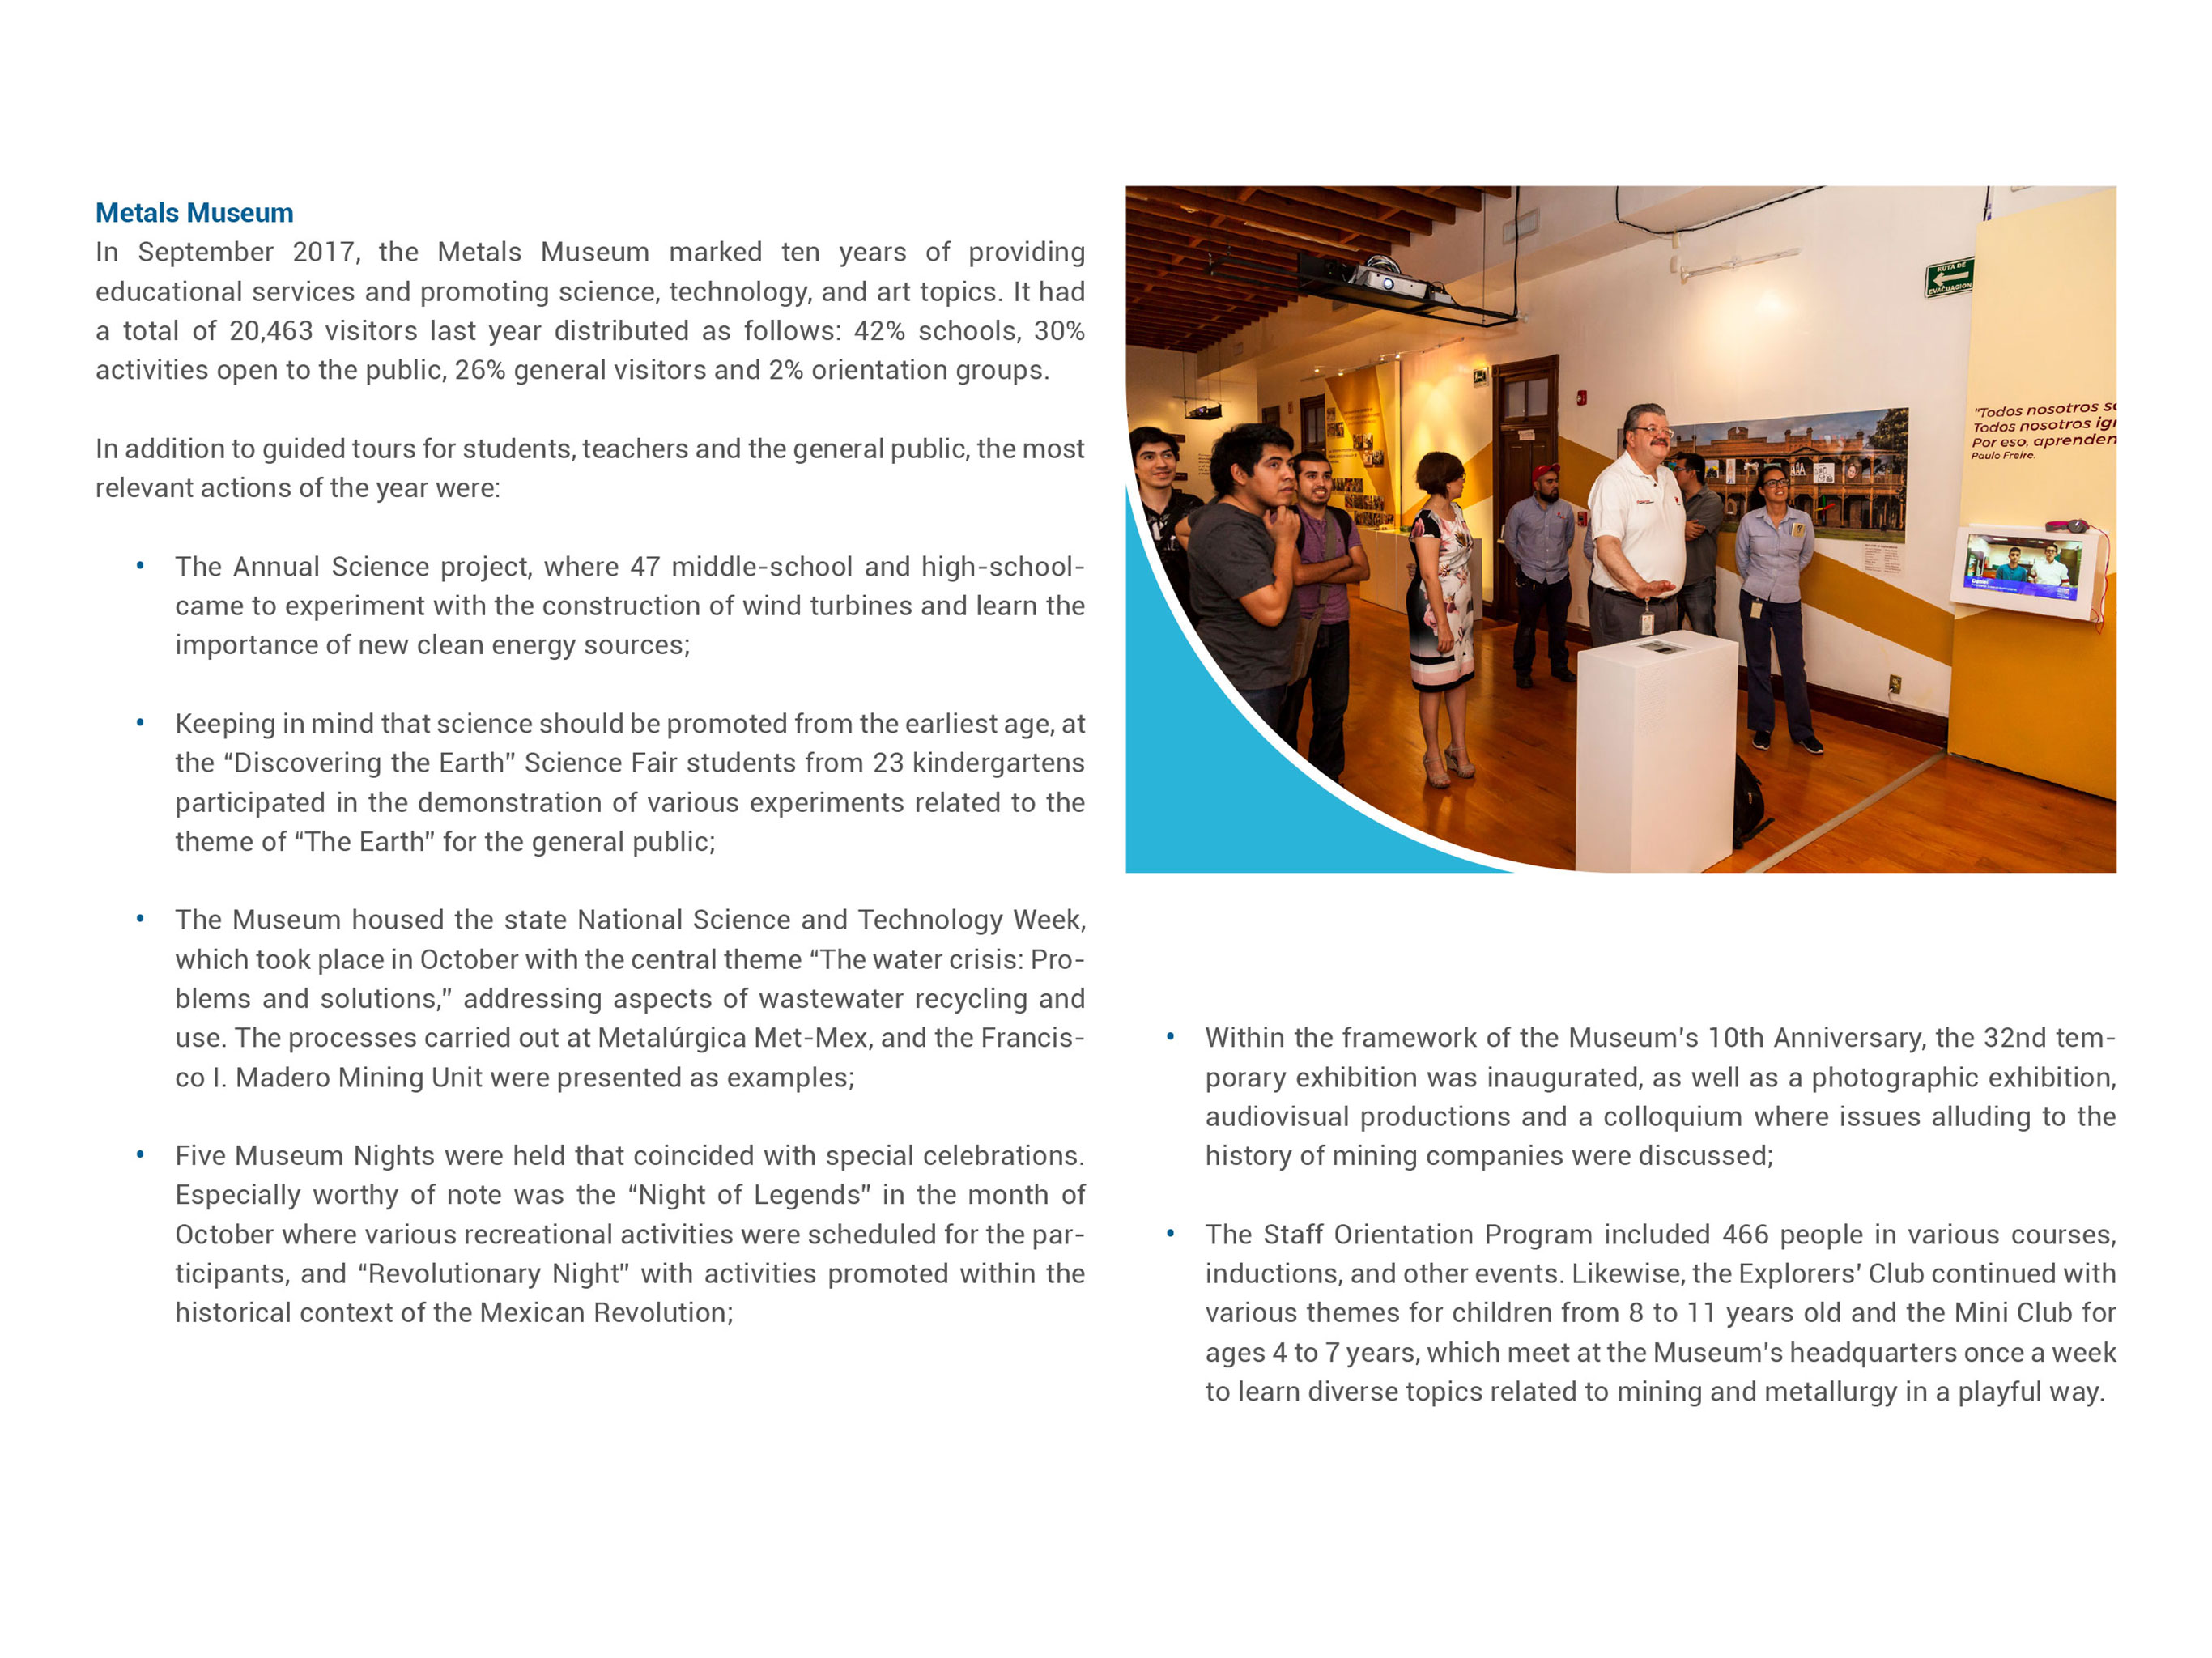 Metals Museum
In September 2017, the Metals Museum marked ten years of providing
educational services and promoting science, technology, and art topics. It had
a total of 20,463 visitors last year distributed as follows: 42% schools, 30%
activities open to the public, 26% general visitors and 2% orientation groups.
In addition to guided tours for students, teachers and the general public, the most
relevant actions of the year were:
• The Annual Science project, where 47 middle-school and high-school-
came to experiment with the construction of wind turbines and learn the
importance of new clean energy sources;
• Keeping in mind that science should be promoted from the earliest age, at
the “Discovering the Earth” Science Fair students from 23 kindergartens
participated in the demonstration of various experiments related to the
theme of “The Earth” for the general public;
• The Museum housed the state National Science and Technology Week,
which took place in October with the central theme “The water crisis: Pro-
blems and solutions,” addressing aspects of wastewater recycling and
use. The processes carried out at Metalúrgica Met-Mex, and the Francis-
co I. Madero Mining Unit were presented as examples;
• Five Museum Nights were held that coincided with special celebrations.
Especially worthy of note was the “Night of Legends” in the month of
October where various recreational activities were scheduled for the par-
ticipants, and “Revolutionary Night” with activities promoted within the
historical context of the Mexican Revolution;
RUTA DE
EVACUACION
"Todos nosotros s
Todos nosotros ig
Por eso, aprenden
Paulo Freire.
Daniel
• Within the framework of the Museum's 10th Anniversary, the 32nd tem-
porary exhibition was inaugurated, as well as a photographic exhibition,
audiovisual productions and a colloquium where issues alluding to the
history of mining companies were discussed;
• The Staff Orientation Program included 466 people in various courses,
inductions, and other events. Likewise, the Explorers' Club continued with
various themes for children from 8 to 11 years old and the Mini Club for
ages 4 to 7 years, which meet at the Museum's headquarters once a week
to learn diverse topics related to mining and metallurgy in a playful way.